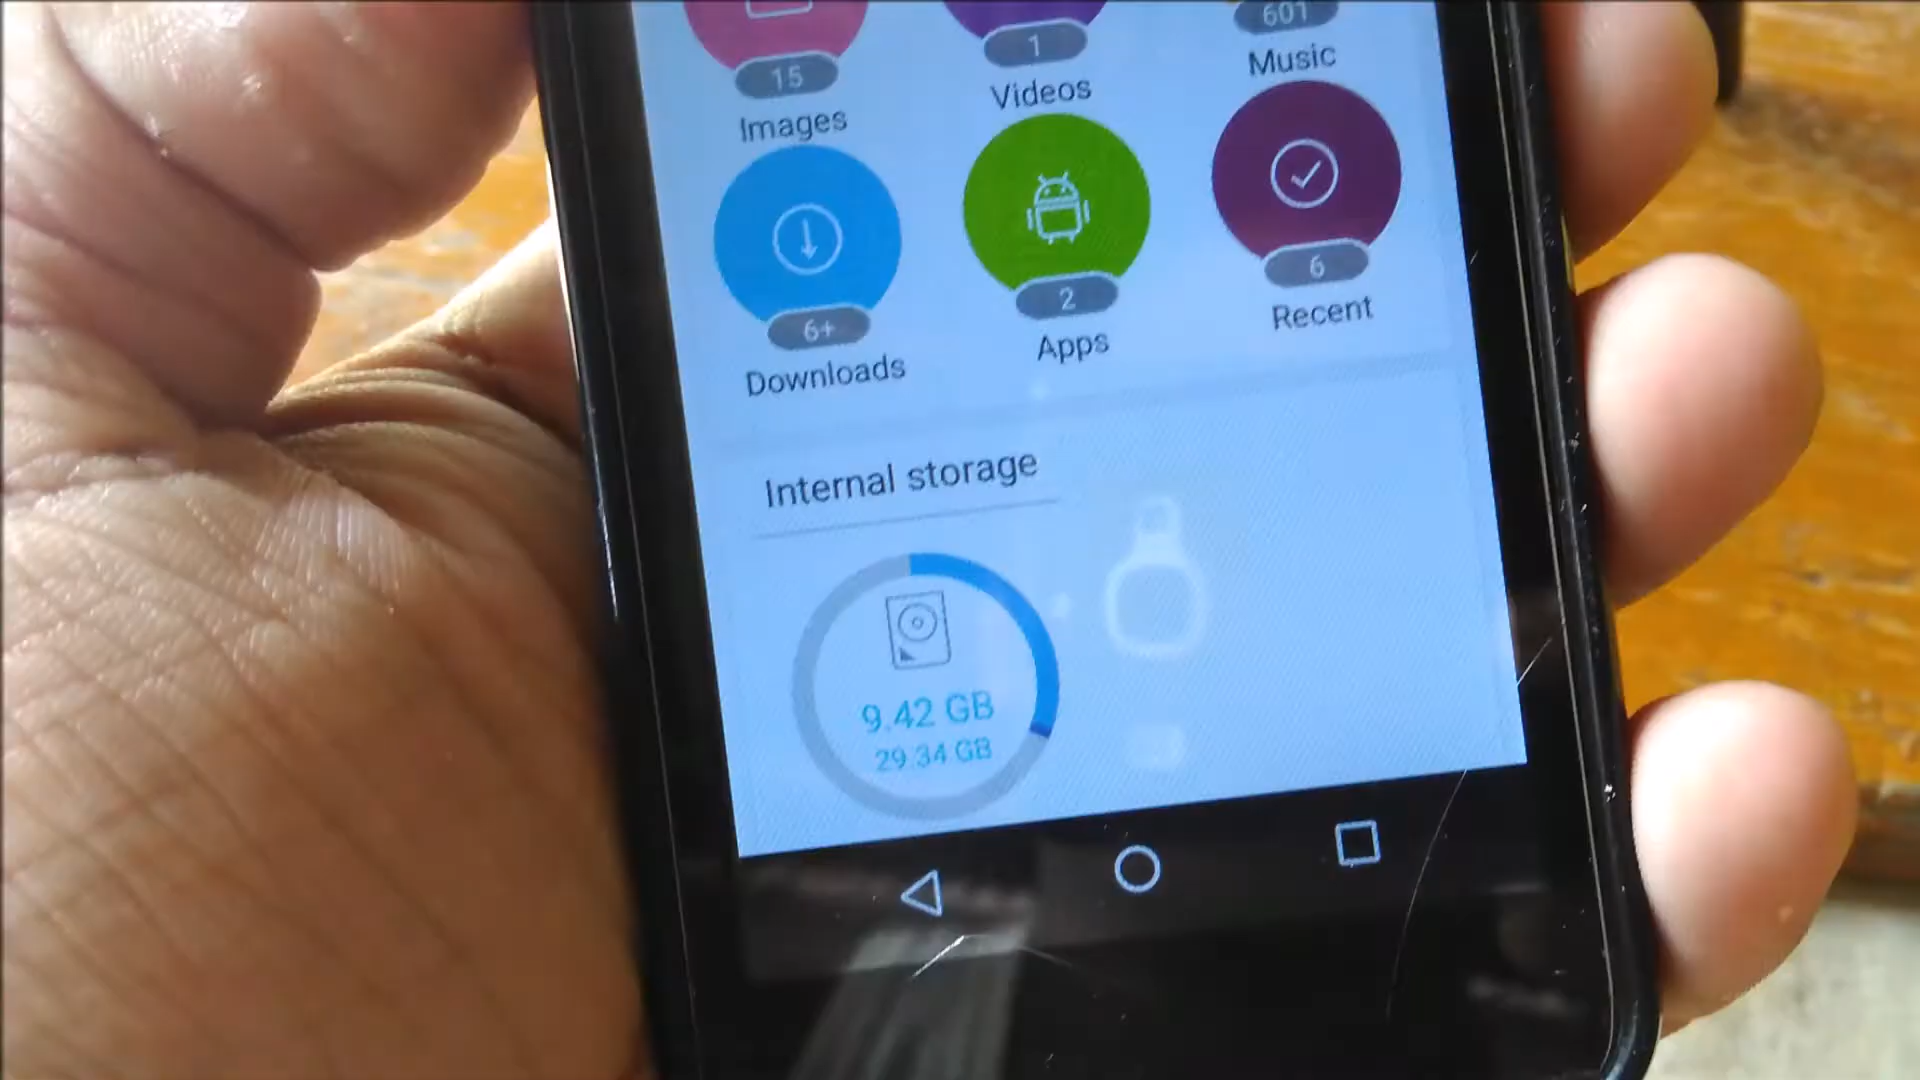 15
Images
1
Videos
601
Music
6+
Downloads
2
Apps
6
Recent
Internal storage
9.42 GB
29.34 GB